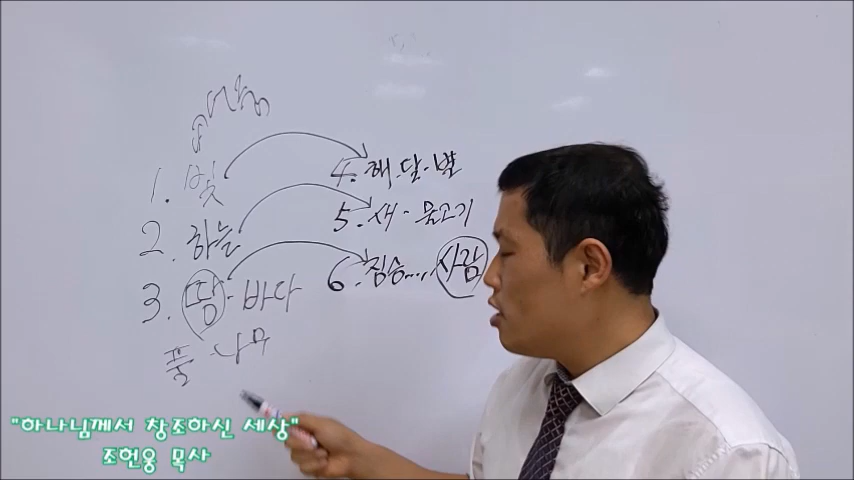 1. 빛
2. 하늘
3. 땅 - 바다
풀 나무
4. 해.달.별
5. 새 - 물고기
6. 짐승..., 사람
"하나님께서 창조하신 세상"
조헌웅 목사